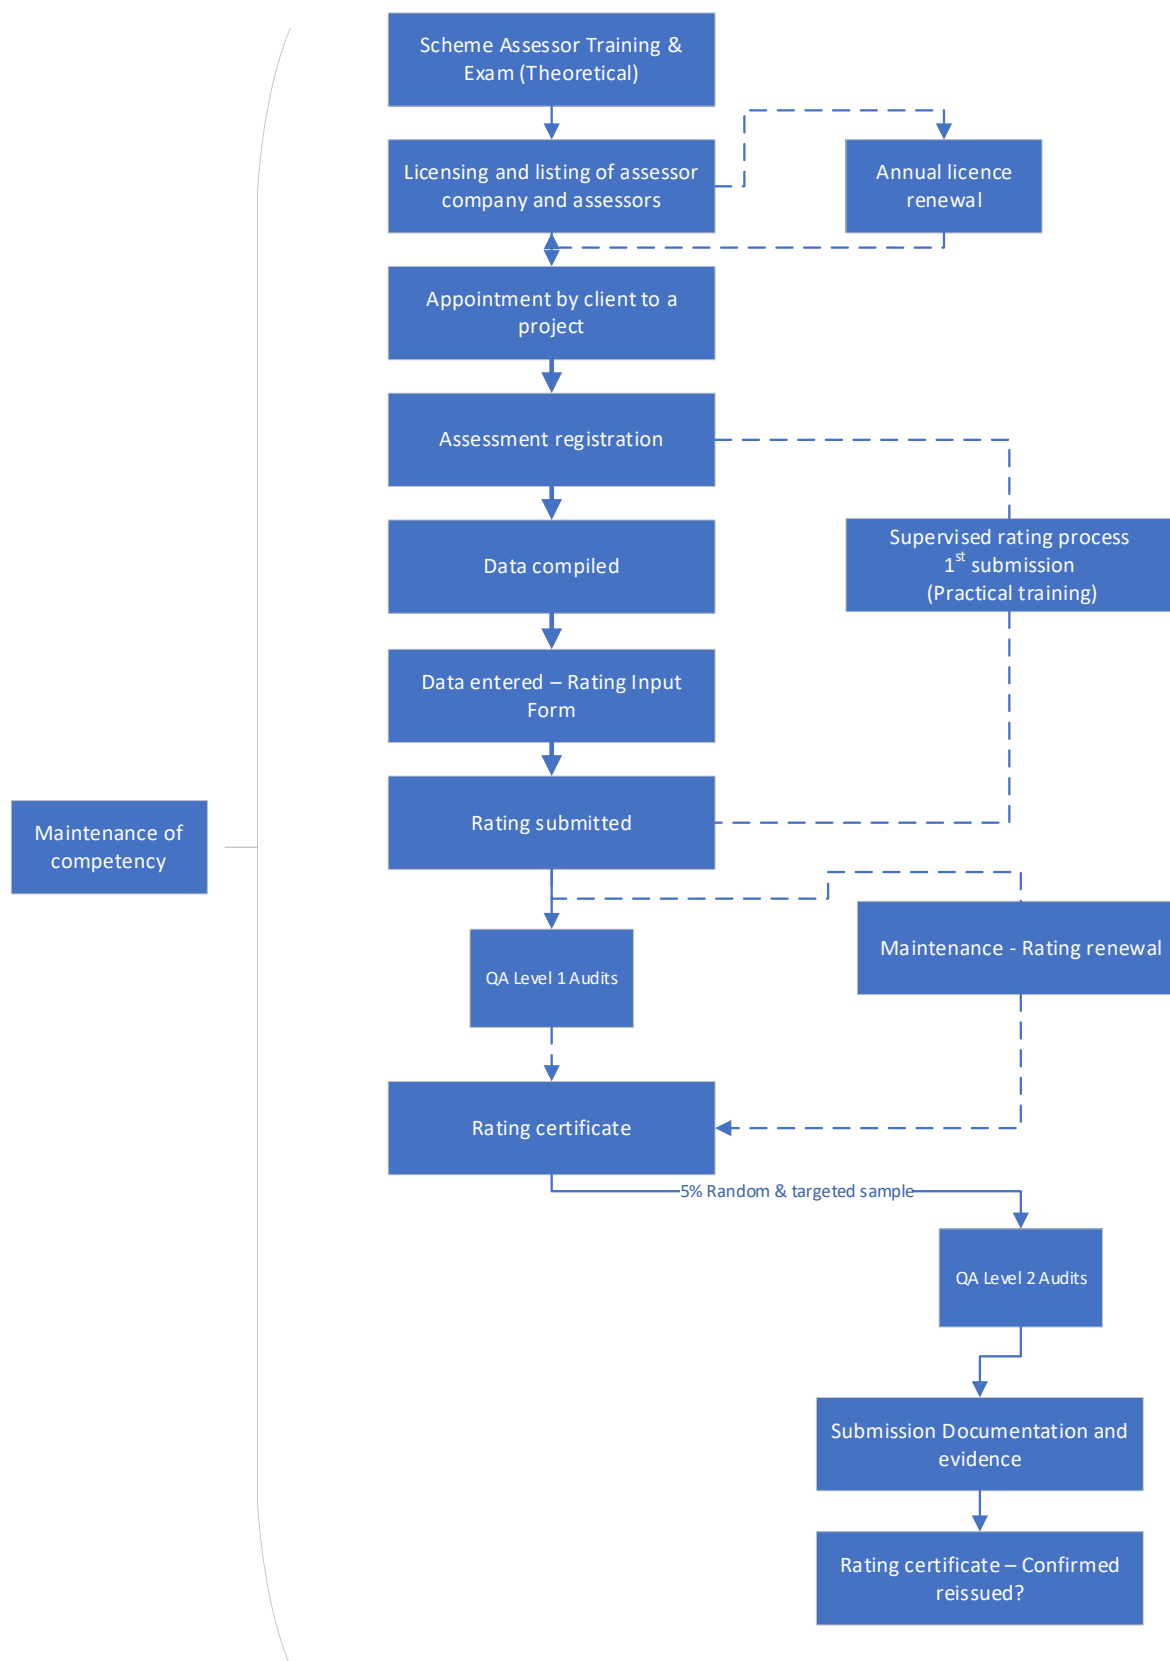 Scheme Assessor Training &
Exam (Theoretical)
Licensing and listing of assessor
company and assessors
Annual licence
renewal
Appointment by client to a
project
Assessment registration
Supervised rating process
1st submission
(Practical training)
Data compiled
Data entered – Rating Input
Form
Rating submitted
Maintenance of
competency
Maintenance - Rating renewal
QA Level 1 Audits
Rating certificate
5% Random & targeted sample
QA Level 2 Audits
Submission Documentation and
evidence
Rating certificate – Confirmed
reissued?